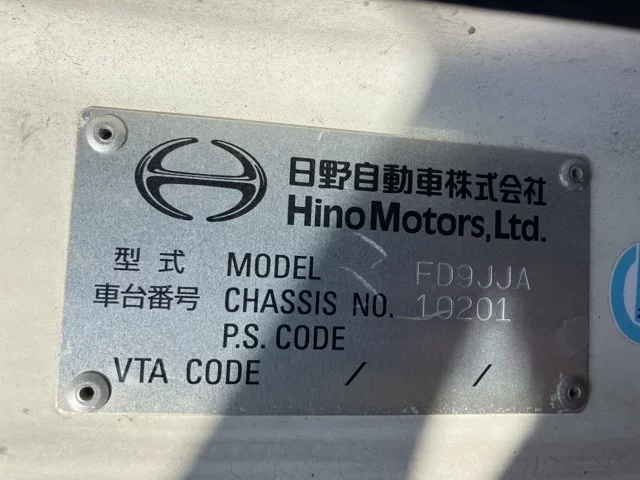 日野自動車株式会社
Hino Motors, Ltd.
型式 MODEL FD9JJA
車台番号 CHASSIS NO. 10201
P.S. CODE
VTA CODE / /